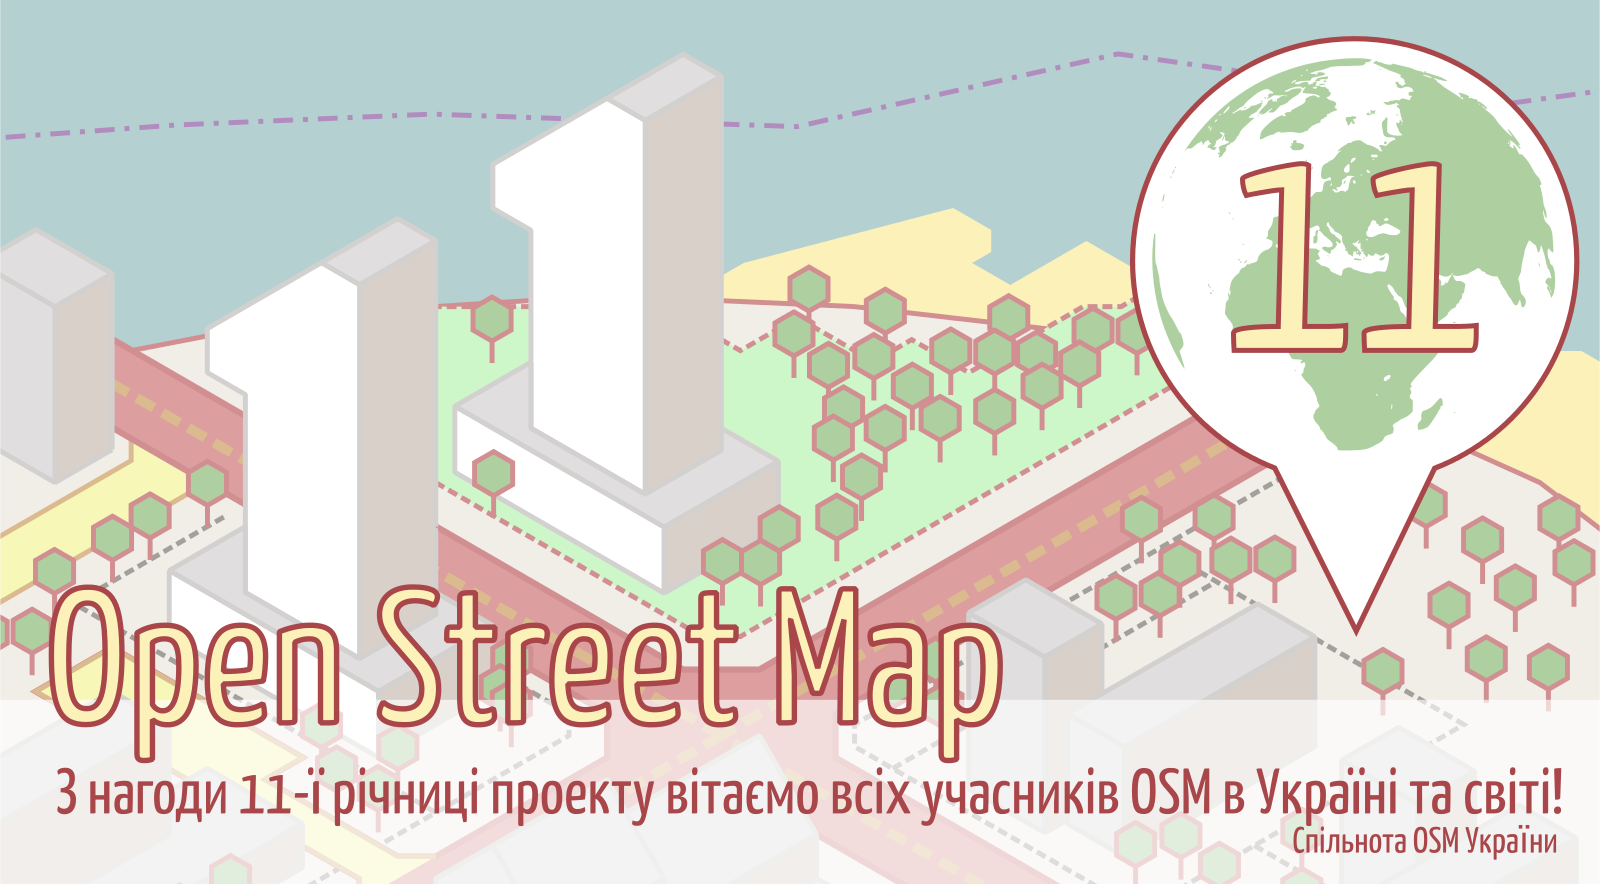 11
Open Street Map
З нагоди 11-ї річниці проекту вітаємо всіх учасників OSM в Україні та світі!
Спільнота OSM України